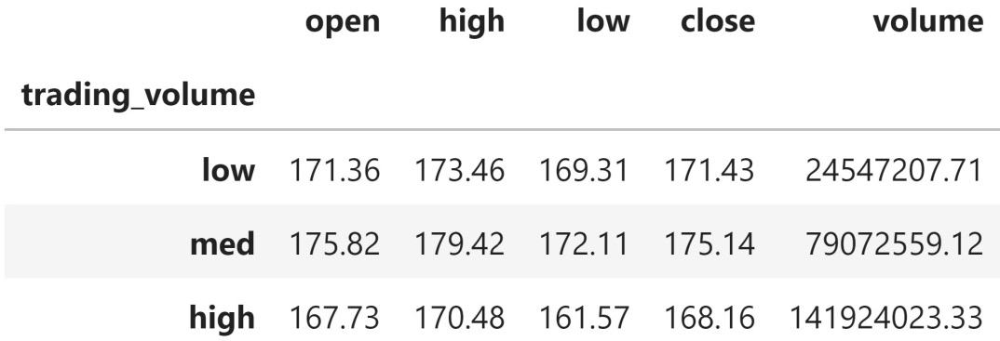 open high low close volume
trading_volume
low 171.36 173.46 169.31 171.43 24547207.71
med 175.82 179.42 172.11 175.14 79072559.12
high 167.73 170.48 161.57 168.16 141924023.33